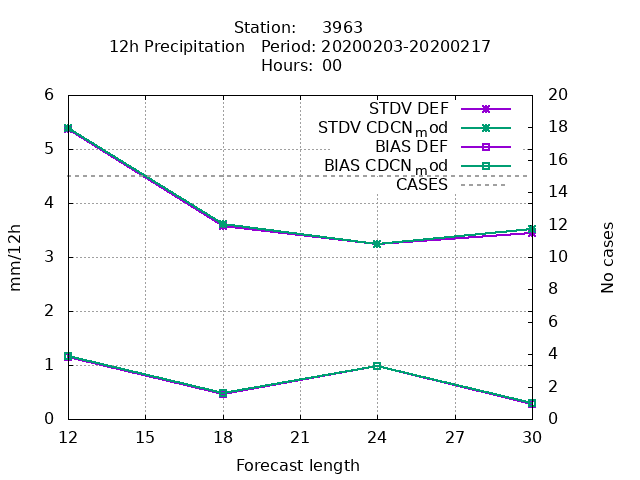 Station: 3963
12h Precipitation Period: 20200203-20200217
Hours: 00
STDV DEF
STDV CDCNmod
BIAS DEF
BIAS CDCNmod
CASES
6
5
4
3
2
1
0
mm/12h
20
18
16
14
12
10
8
6
4
2
0
No cases
12 15 18 21 24 27 30
Forecast length